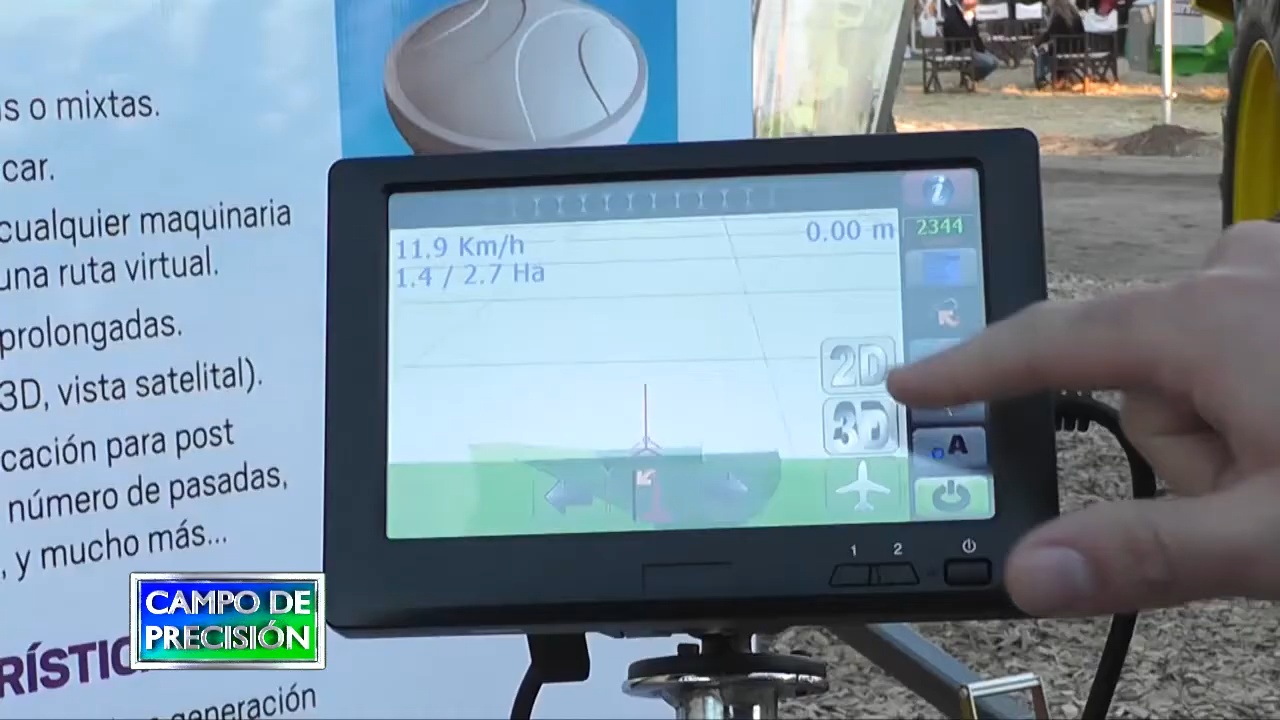 s o mixtas.
car.
cualquier maquinaria
una ruta virtual.
prolongadas.
3D, vista satelital).
cación para post
número de pasadas,
, y mucho más...
RÍSTIC
generación
CAMPO DE
PRECISIÓN
11.9 Km/h
1.4 / 2.7 Ha
0.00 m
i
2344
2D
3D
A
1 2